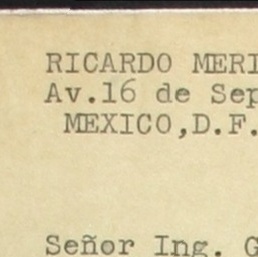 RICARDO MERI
Av.16 de Sep
MEXICO,D.F.
Señor Ing. G